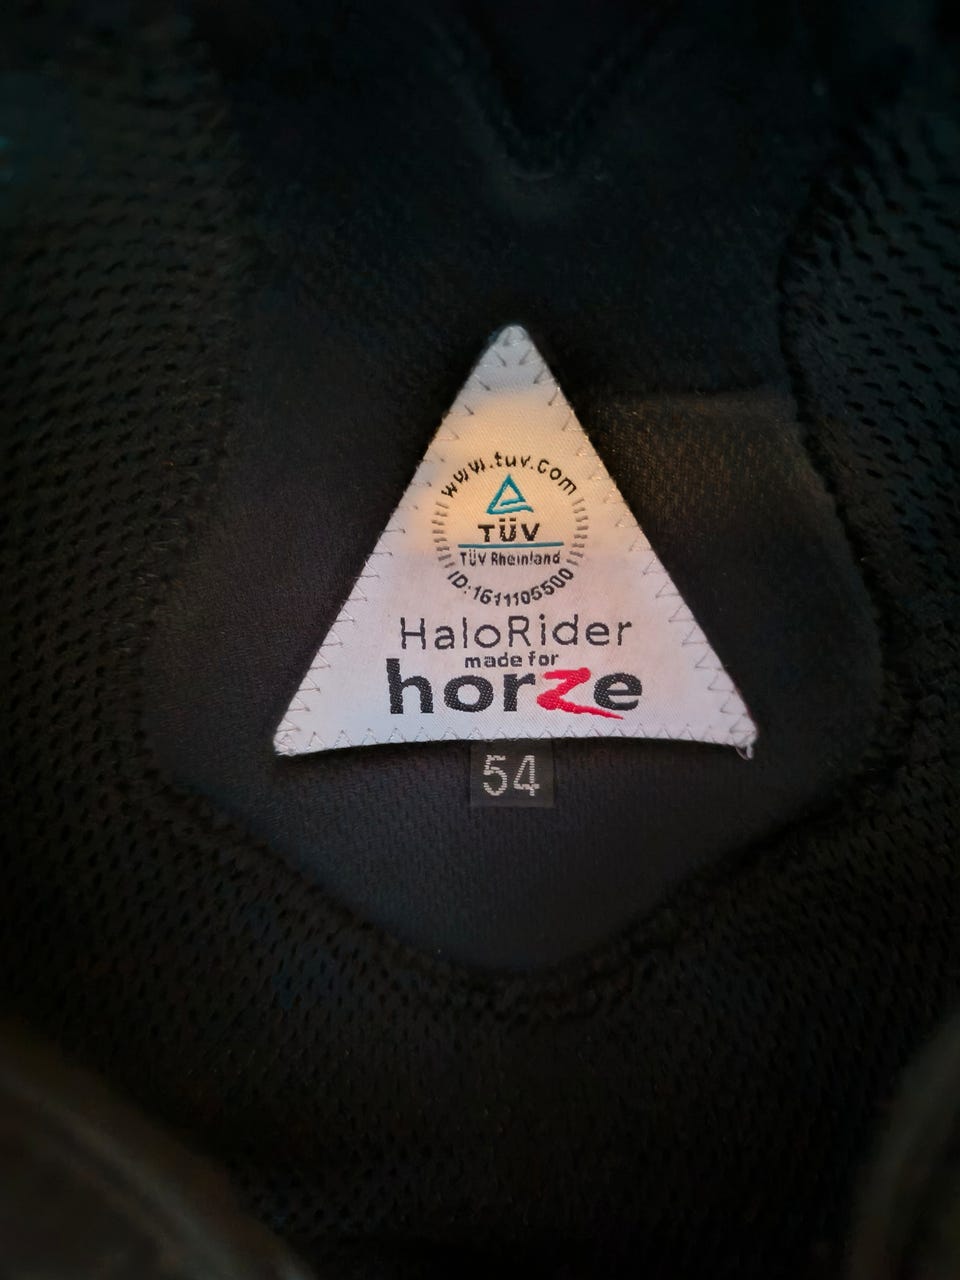 www.tuv.com
TÜV
TÜV Rheinland
ID:1611105500
HaloRider
made for
horze
54